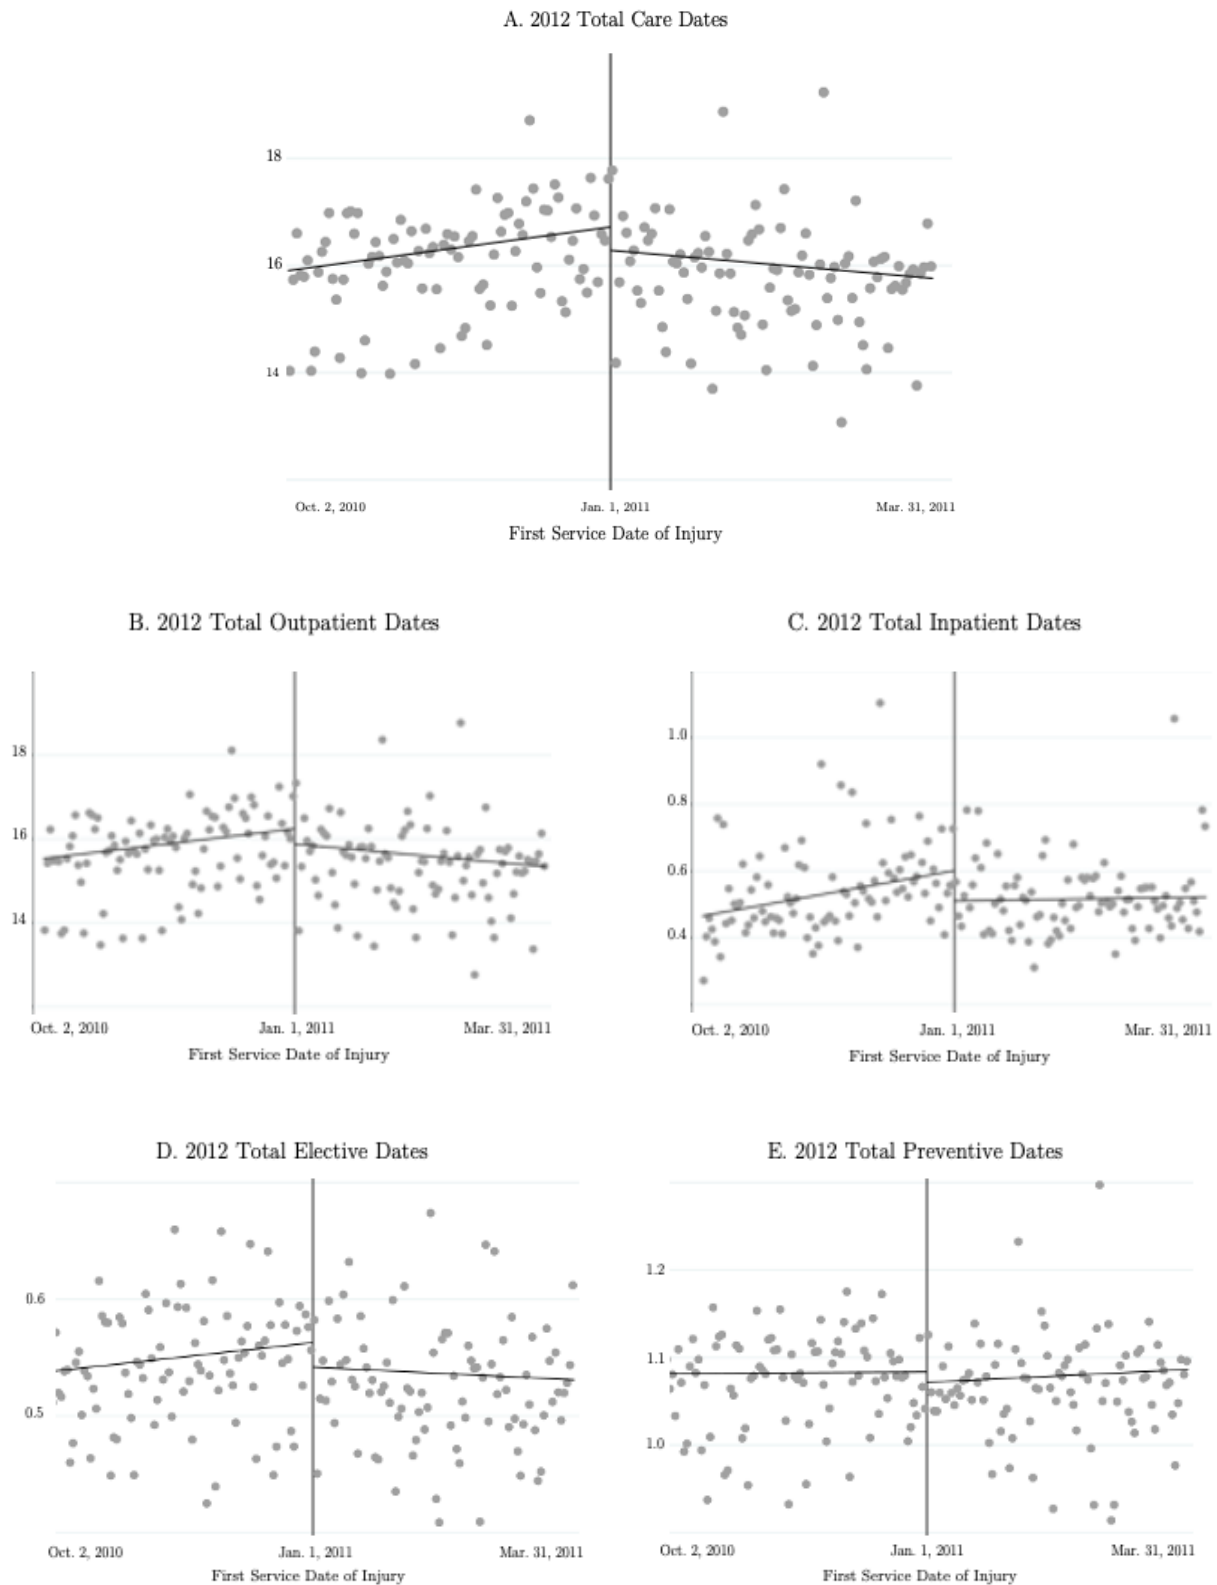 A. 2012 Total Care Dates
18
16
14
Oct. 2, 2010 Jan. 1, 2011 Mar. 31, 2011
First Service Date of Injury
B. 2012 Total Outpatient Dates
18
16
14
Oct. 2, 2010 Jan. 1, 2011 Mar. 31, 2011
First Service Date of Injury
C. 2012 Total Inpatient Dates
1.0
0.8
0.6
0.4
Oct. 2, 2010 Jan. 1, 2011 Mar. 31, 2011
First Service Date of Injury
D. 2012 Total Elective Dates
0.6
0.5
Oct. 2, 2010 Jan. 1, 2011 Mar. 31, 2011
First Service Date of Injury
E. 2012 Total Preventive Dates
1.2
1.1
1.0
Oct. 2, 2010 Jan. 1, 2011 Mar. 31, 2011
First Service Date of Injury